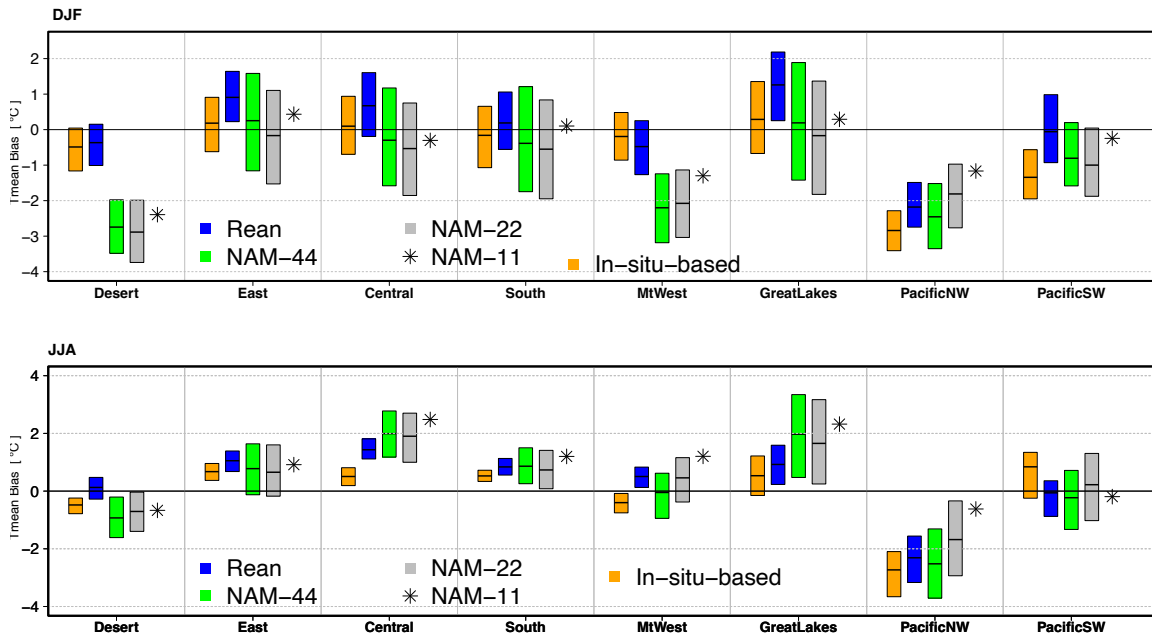 DJF
Tmean Bias [ °C]
2
1
0
−1
−2
−3
−4
Rean
NAM−44
NAM−22
NAM−11
In−situ−based
Desert East Central South MtWest GreatLakes PacificNW PacificSW
JJA
Tmean Bias [ °C]
4
2
0
−2
−4
Rean
NAM−44
NAM−22
NAM−11
In−situ−based
Desert East Central South MtWest GreatLakes PacificNW PacificSW